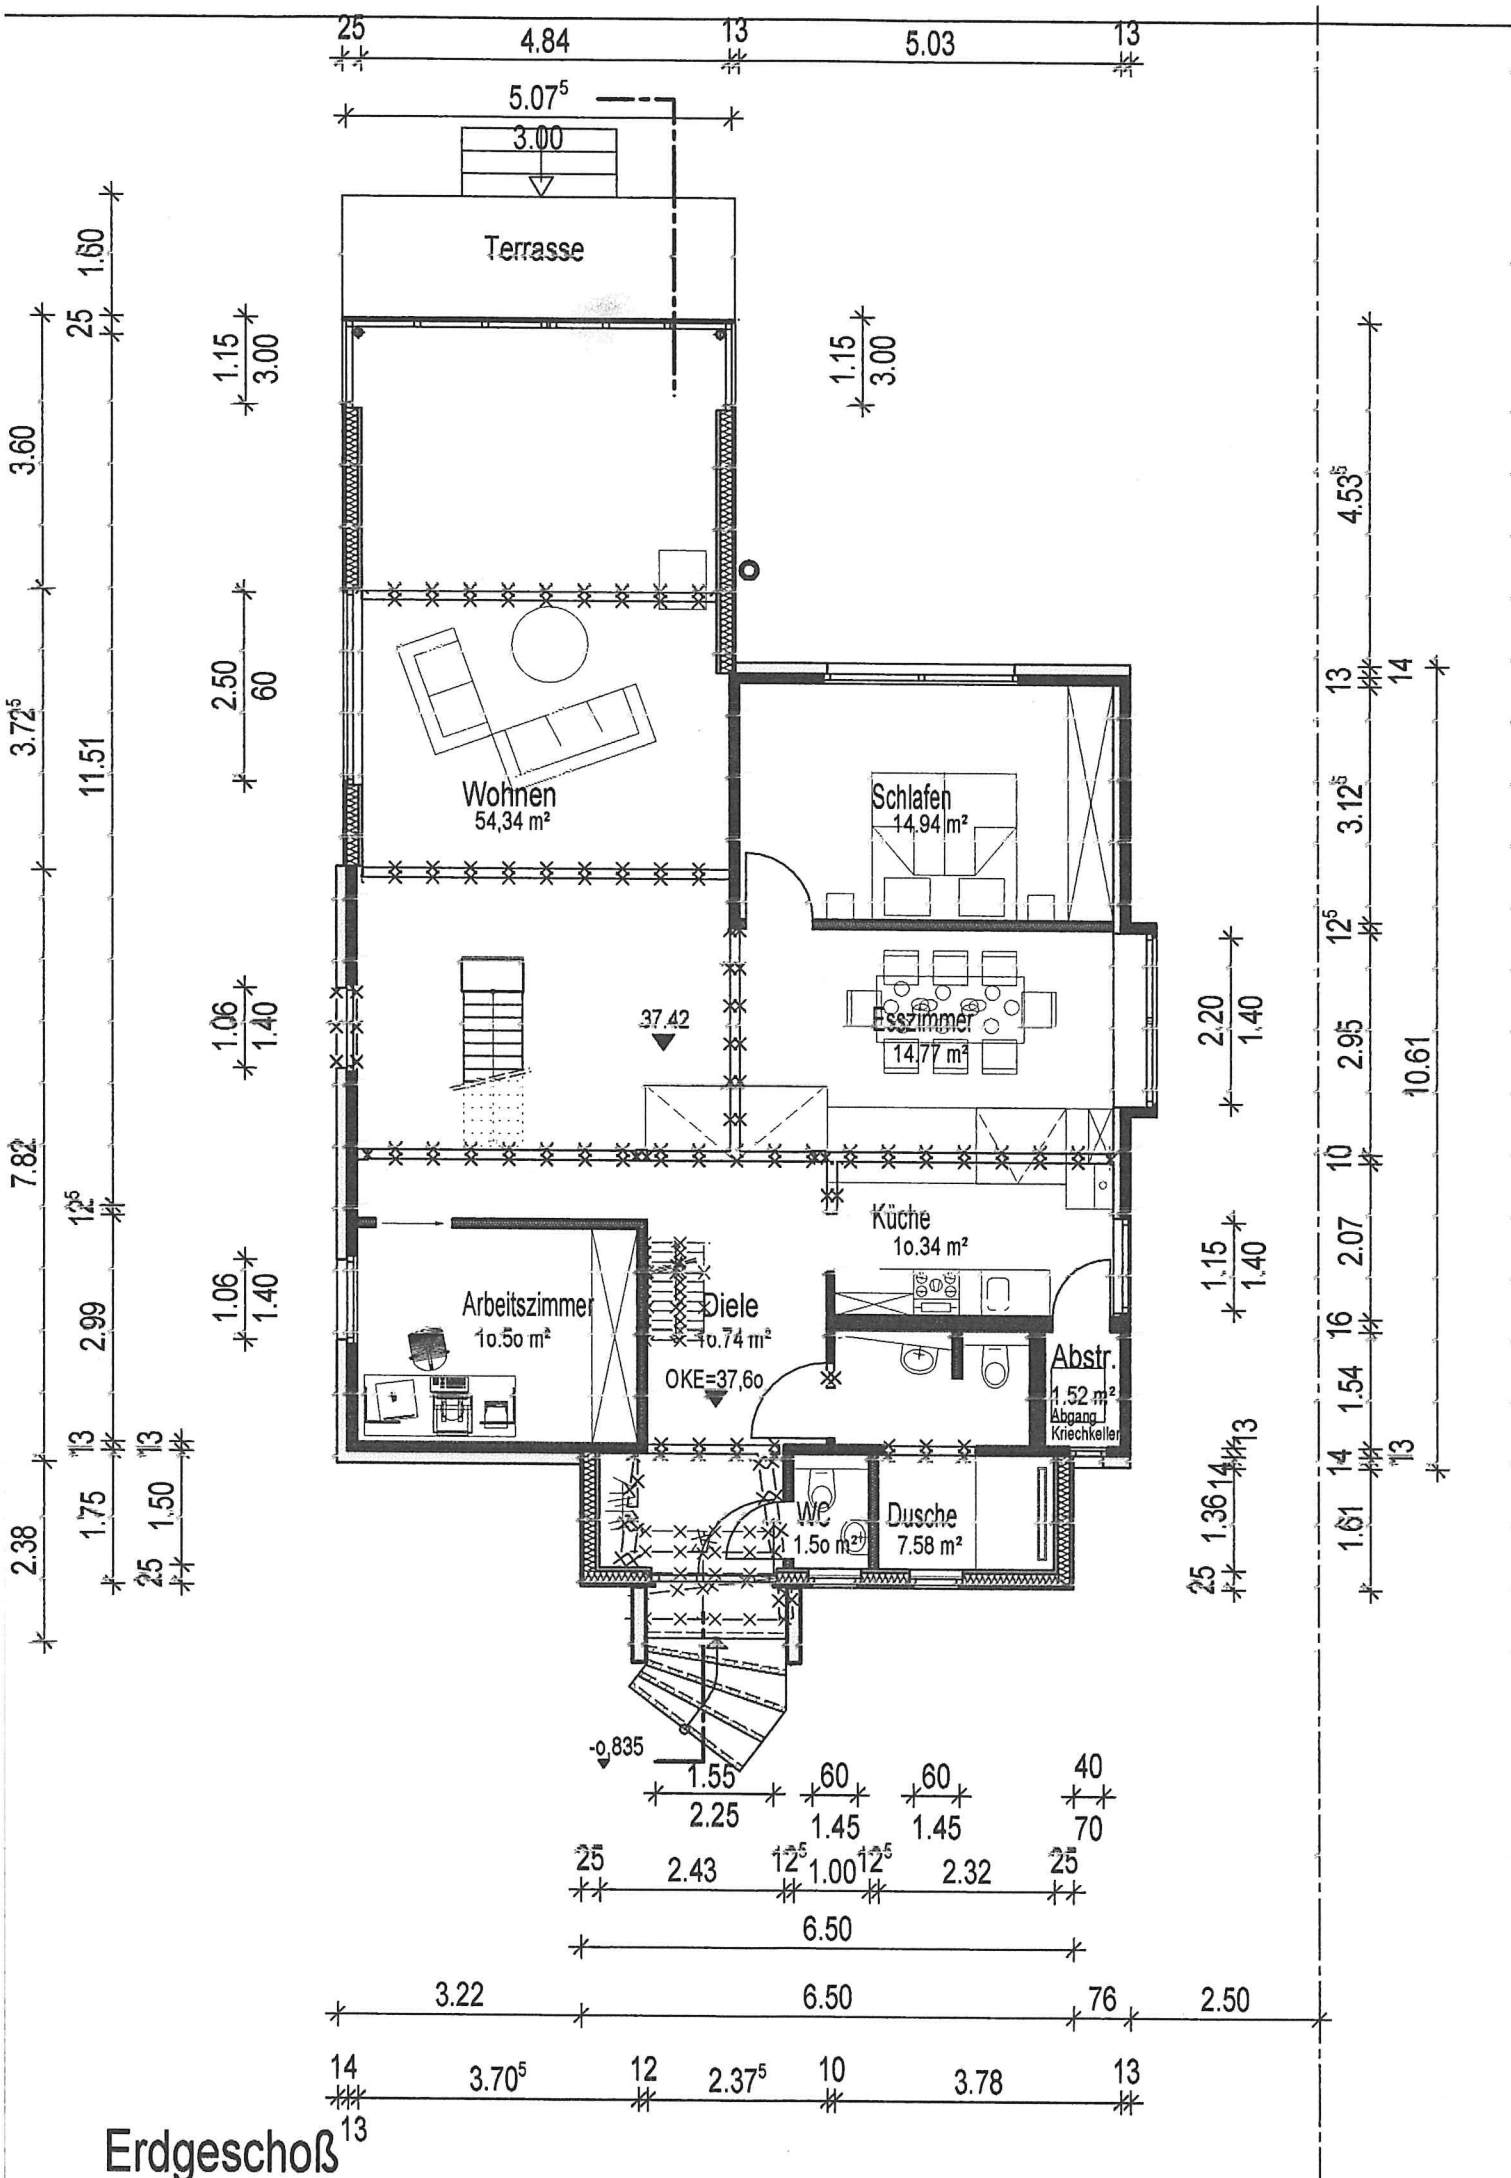 25 4.84 13 5.03 13
5.07⁵
3.00
Terrasse
1.60
25
1.15
3.00
1.15
3.00
3.60
4.53⁵
2.50
60
13
14
3.72⁵
11.51
Wohnen
54,34 m²
Schlafen
14.94 m²
3.12⁵
12⁵
1.06
1.40
37.42
Esszimmer
14.77 m²
2.20
1.40
2.95
10.61
7.82
10
12⁵
Küche
1o.34 m²
1.15
1.40
2.07
2.99
1.06
1.40
Arbeitszimmer
1o.5o m²
Diele
1o.74 m²
OKE=37,6o
16
Abstr.
1.52 m²
Abgang
Kriechkeller
1.54
13
13
13
14
14
13
2.38
1.75
1.50
25
WC
1.5o m²
Dusche
7.58 m²
1.36
25
1.61
-o,835
1.55
2.25
60
1.45
60
1.45
40
70
25 2.43 12⁵ 1.00 12⁵ 2.32 25
6.50
3.22 6.50 76 2.50
14 3.70⁵ 12 2.37⁵ 10 3.78 13
13
Erdgeschoß